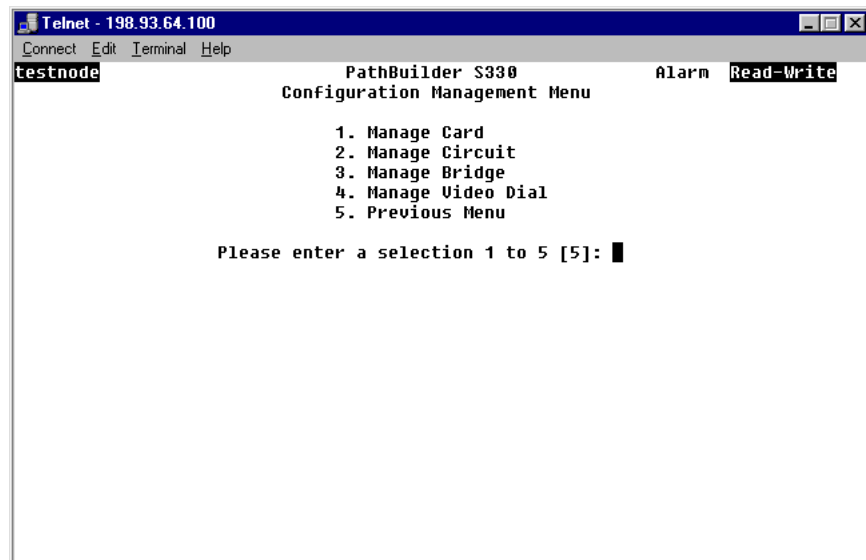 Telnet - 198.93.64.100
Connect Edit Terminal Help
testnode PathBuilder S330 Alarm Read-Write
Configuration Management Menu
1. Manage Card
2. Manage Circuit
3. Manage Bridge
4. Manage Video Dial
5. Previous Menu
Please enter a selection 1 to 5 [5]: